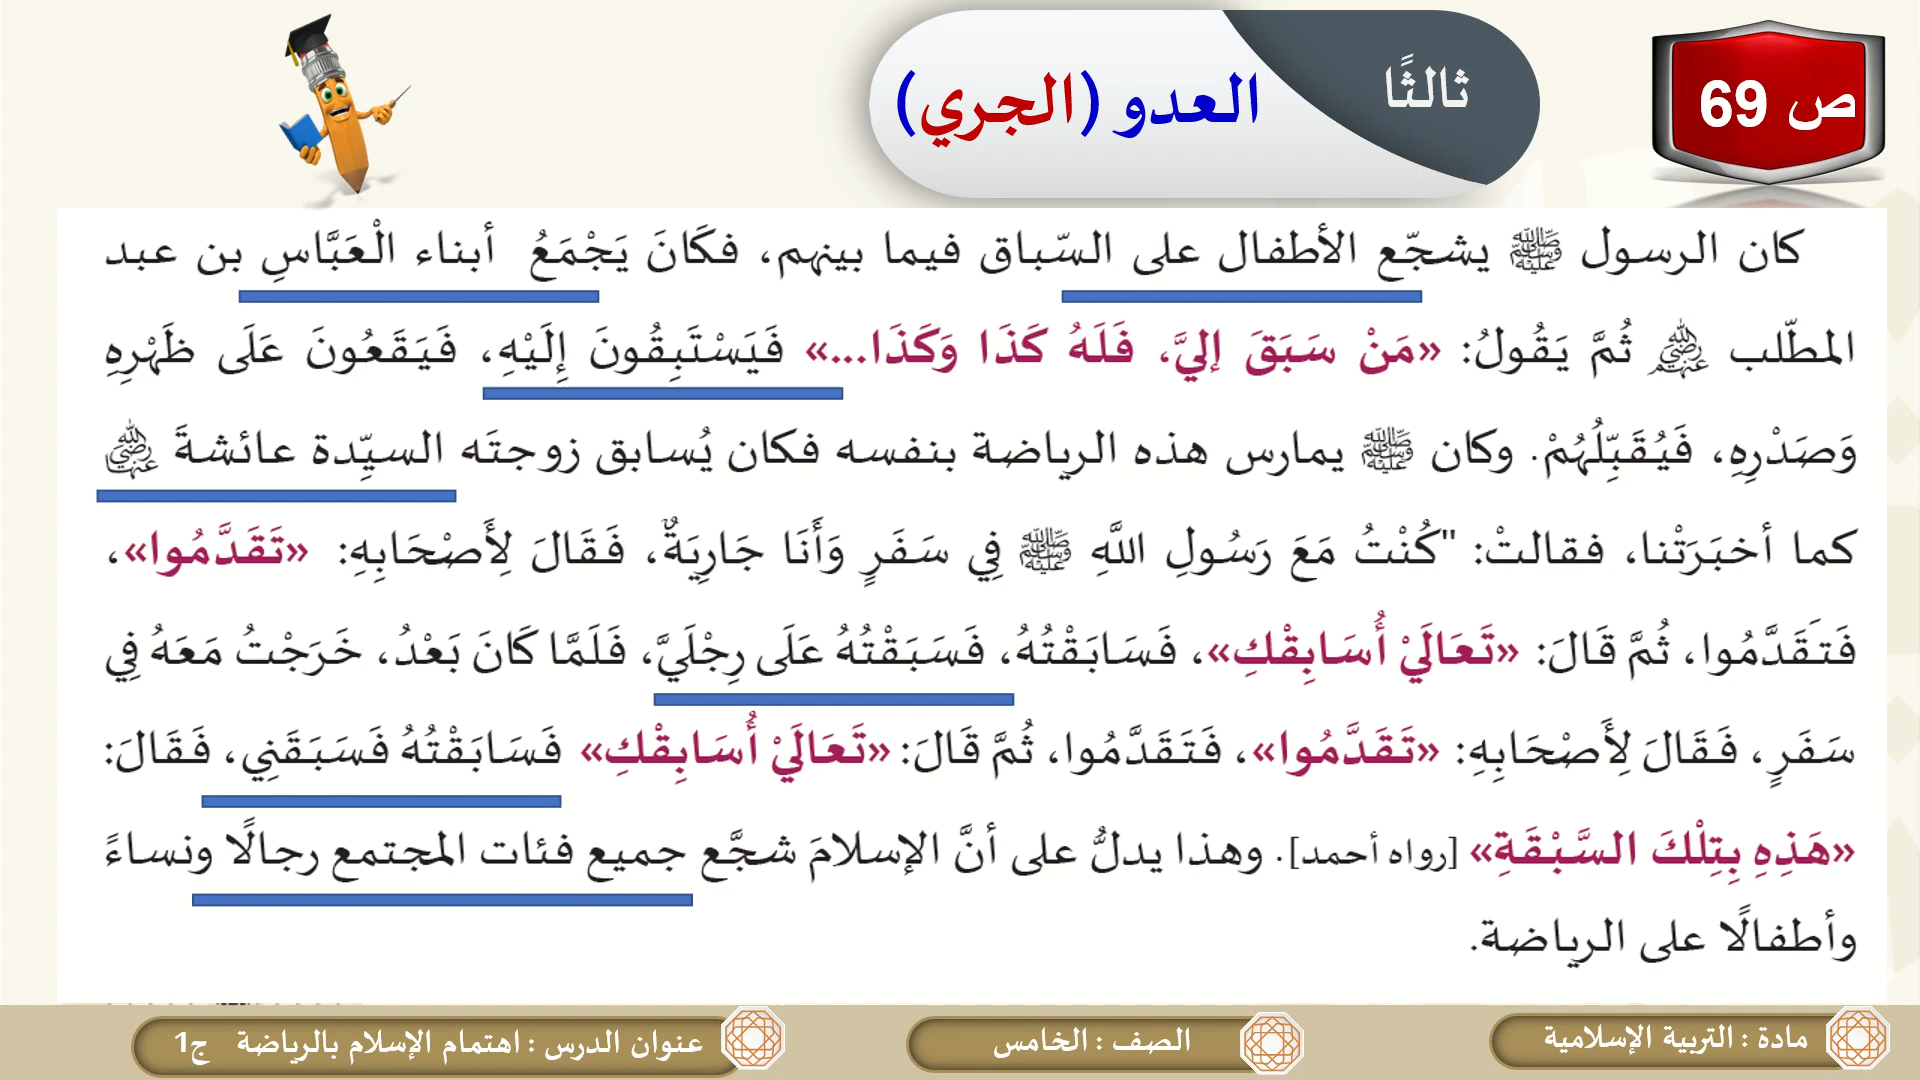 ص 69
ثالثًا
العدو (الجري)
كان الرسول ﷺ يشجّع الأطفال على السّباق فيما بينهم، فكَانَ يَجْمَعُ أبناء الْعَبَّاسِ بن عبد
المطّلب رضي الله عنهم ثُمَّ يَقُولُ: «مَنْ سَبَقَ إليَّ، فَلَهُ كَذَا وَكَذَا...» فَيَسْتَبِقُونَ إِلَيْهِ، فَيَقَعُونَ عَلَى ظَهْرِهِ
وَصَدْرِهِ، فَيُقَبِّلُهُمْ. وكان ﷺ يمارس هذه الرياضة بنفسه فكان يُسابق زوجتَه السيِّدة عائشةَ رضي الله عنها
كما أخبَرَتْنا، فقالتْ: "كُنْتُ مَعَ رَسُولِ اللَّهِ ﷺ فِي سَفَرٍ وَأَنَا جَارِيَةٌ، فَقَالَ لِأَصْحَابِهِ: «تَقَدَّمُوا»،
فَتَقَدَّمُوا، ثُمَّ قَالَ: «تَعَالَيْ أُسَابِقْكِ»، فَسَابَقْتُهُ، فَسَبَقْتُهُ عَلَى رِجْلَيَّ، فَلَمَّا كَانَ بَعْدُ، خَرَجْتُ مَعَهُ فِي
سَفَرٍ، فَقَالَ لِأَصْحَابِهِ: «تَقَدَّمُوا»، فَتَقَدَّمُوا، ثُمَّ قَالَ: «تَعَالَيْ أُسَابِقْكِ» فَسَابَقْتُهُ فَسَبَقَنِي، فَقَالَ:
«هَذِهِ بِتِلْكَ السَّبْقَةِ» [رواه أحمد]. وهذا يدلُّ على أنَّ الإسلامَ شجَّع جميع فئات المجتمع رجالًا ونساءً
وأطفالًا على الرياضة.
مادة : التربية الإسلامية
الصف : الخامس
عنوان الدرس : اهتمام الإسلام بالرياضة ج1